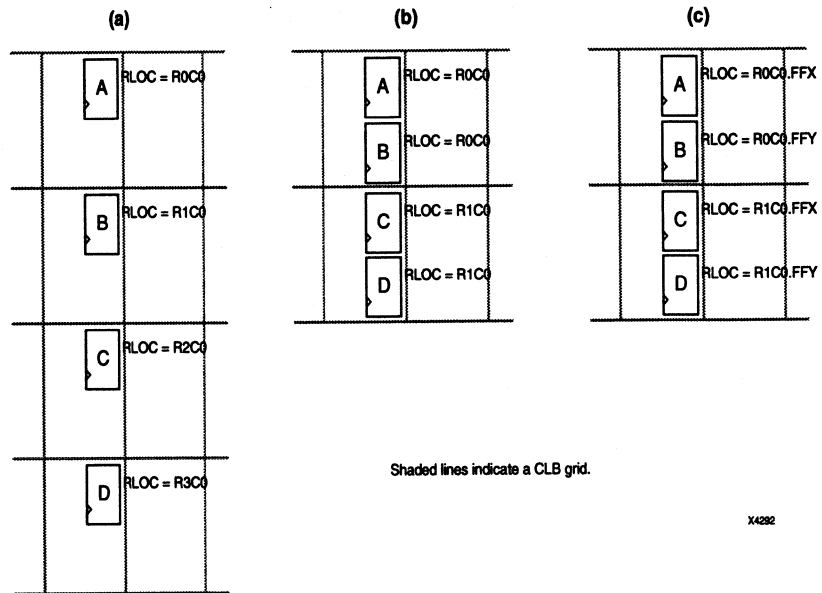 (a)
A
RLOC = R0C0
B
RLOC = R1C0
C
RLOC = R2C0
D
RLOC = R3C0
(b)
A
RLOC = R0C0
B
RLOC = R0C0
C
RLOC = R1C0
D
RLOC = R1C0
(c)
A
RLOC = R0C0.FFX
B
RLOC = R0C0.FFY
C
RLOC = R1C0.FFX
D
RLOC = R1C0.FFY
Shaded lines indicate a CLB grid.
X4292